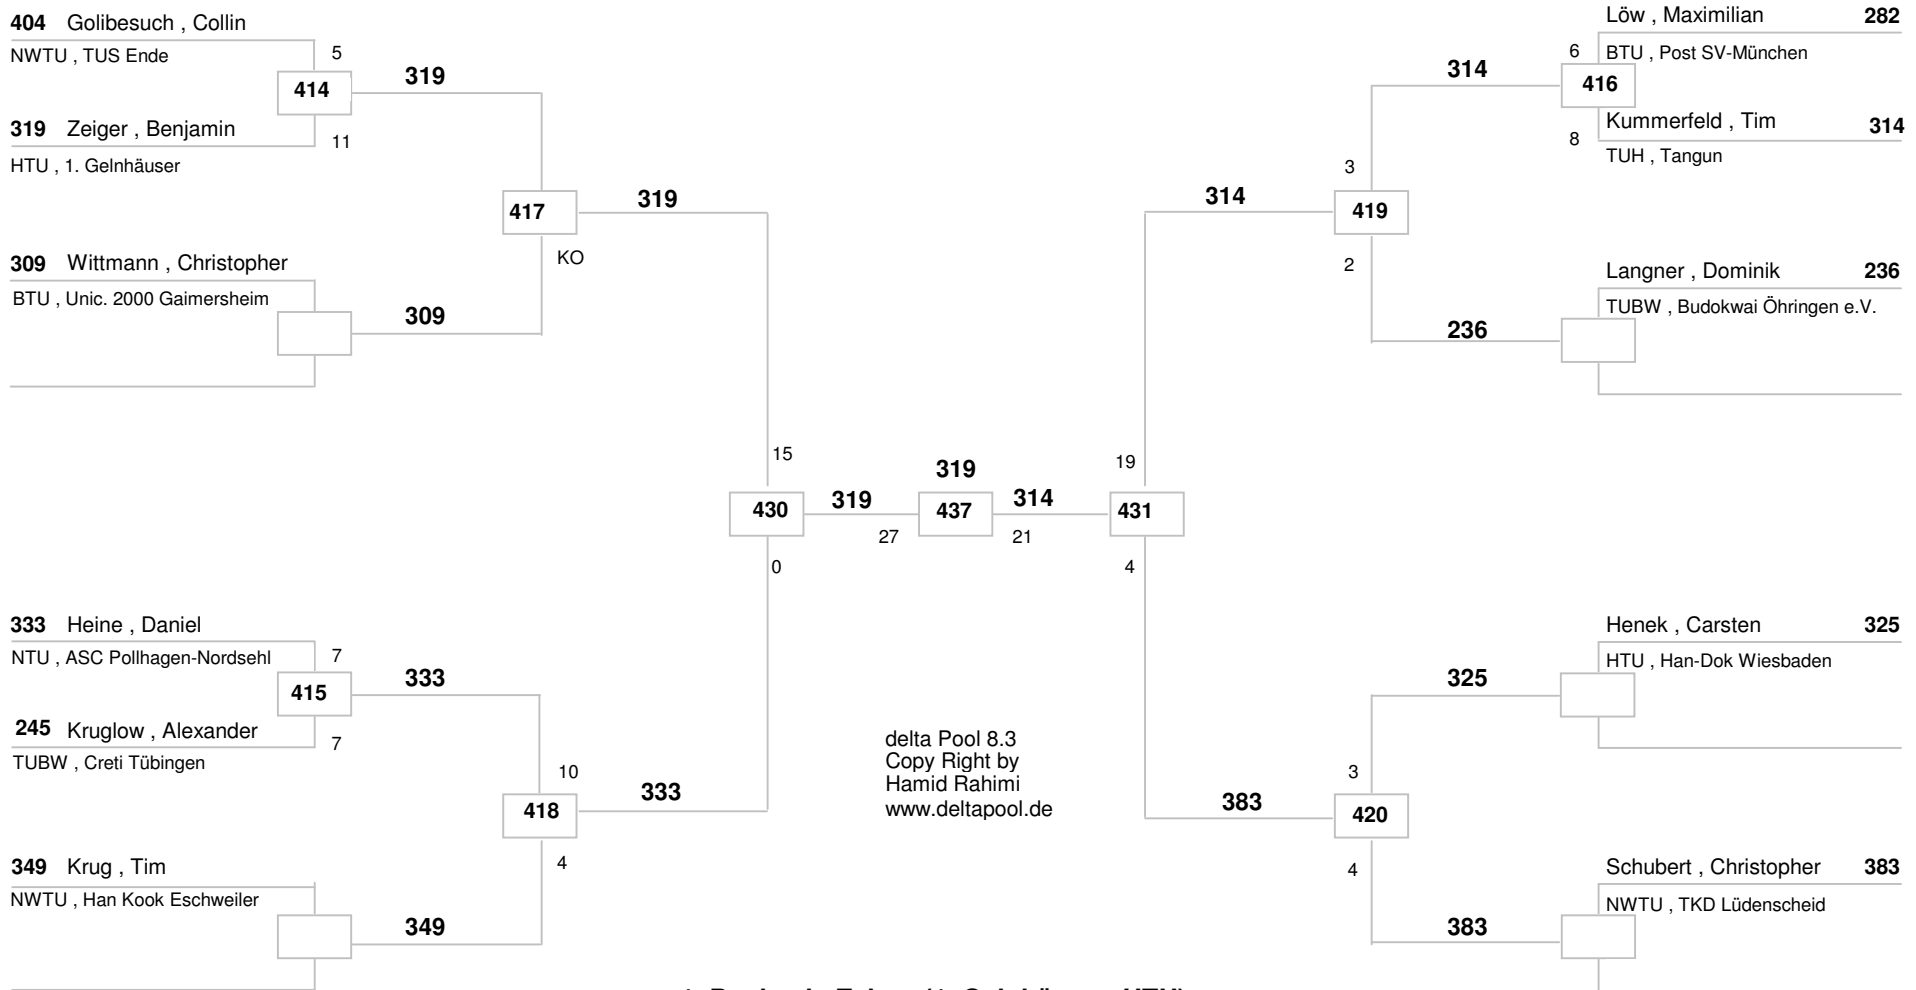 404 Golibesuch , Collin
NWTU , TUS Ende
5
414
319
319 Zeiger , Benjamin
11
HTU , 1. Gelnhäuser
417
319
KO
309 Wittmann , Christopher
BTU , Unic. 2000 Gaimersheim
309
15
430
319
27
0
319
437
314
21
333 Heine , Daniel
NTU , ASC Pollhagen-Nordsehl
7
415
333
245 Kruglow , Alexander
7
TUBW , Creti Tübingen
10
418
333
4
349 Krug , Tim
NWTU , Han Kook Eschweiler
349
delta Pool 8.3
Copy Right by
Hamid Rahimi
www.deltapool.de
Löw , Maximilian 282
6
BTU , Post SV-München
314
416
Kummerfeld , Tim 314
8
TUH , Tangun
3
314
419
2
Langner , Dominik 236
TUBW , Budokwai Öhringen e.V.
236
19
431
4
Henek , Carsten 325
HTU , Han-Dok Wiesbaden
325
3
383
420
4
Schubert , Christopher 383
NWTU , TKD Lüdenscheid
383